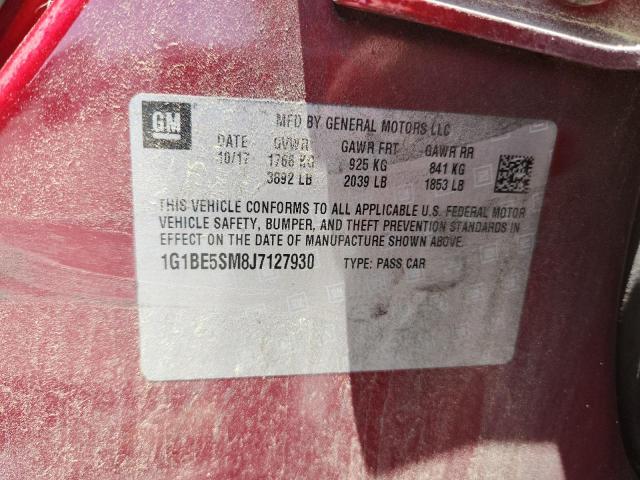 GM
MFD BY GENERAL MOTORS LLC
DATE GVWR GAWR FRT GAWR RR
10/17 1766 KG 925 KG 841 KG
3892 LB 2039 LB 1853 LB
THIS VEHICLE CONFORMS TO ALL APPLICABLE U.S. FEDERAL MOTOR
VEHICLE SAFETY, BUMPER, AND THEFT PREVENTION STANDARDS IN
EFFECT ON THE DATE OF MANUFACTURE SHOWN ABOVE.
1G1BE5SM8J7127930 TYPE: PASS CAR